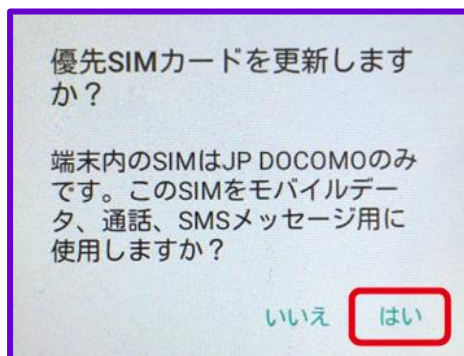 優先SIMカードを更新します
か？
端末内のSIMはJP DOCOMOのみ
です。このSIMをモバイルデー
タ、通話、SMSメッセージ用に
使用しますか？
いいえ はい